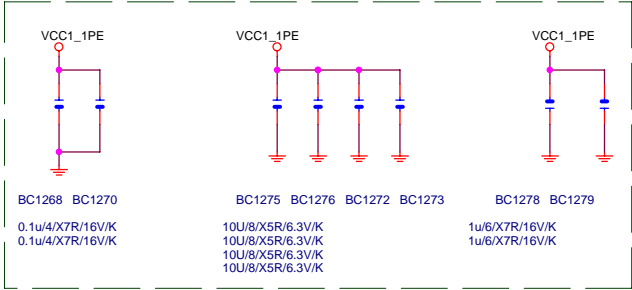 VCC1_1PE VCC1_1PE VCC1_1PE
BC1268 BC1270 BC1275 BC1276 BC1272 BC1273 BC1278 BC1279
0.1u/4/X7R/16V/K 10U/8/X5R/6.3V/K 1u/6/X7R/16V/K
0.1u/4/X7R/16V/K 10U/8/X5R/6.3V/K 1u/6/X7R/16V/K
10U/8/X5R/6.3V/K
10U/8/X5R/6.3V/K